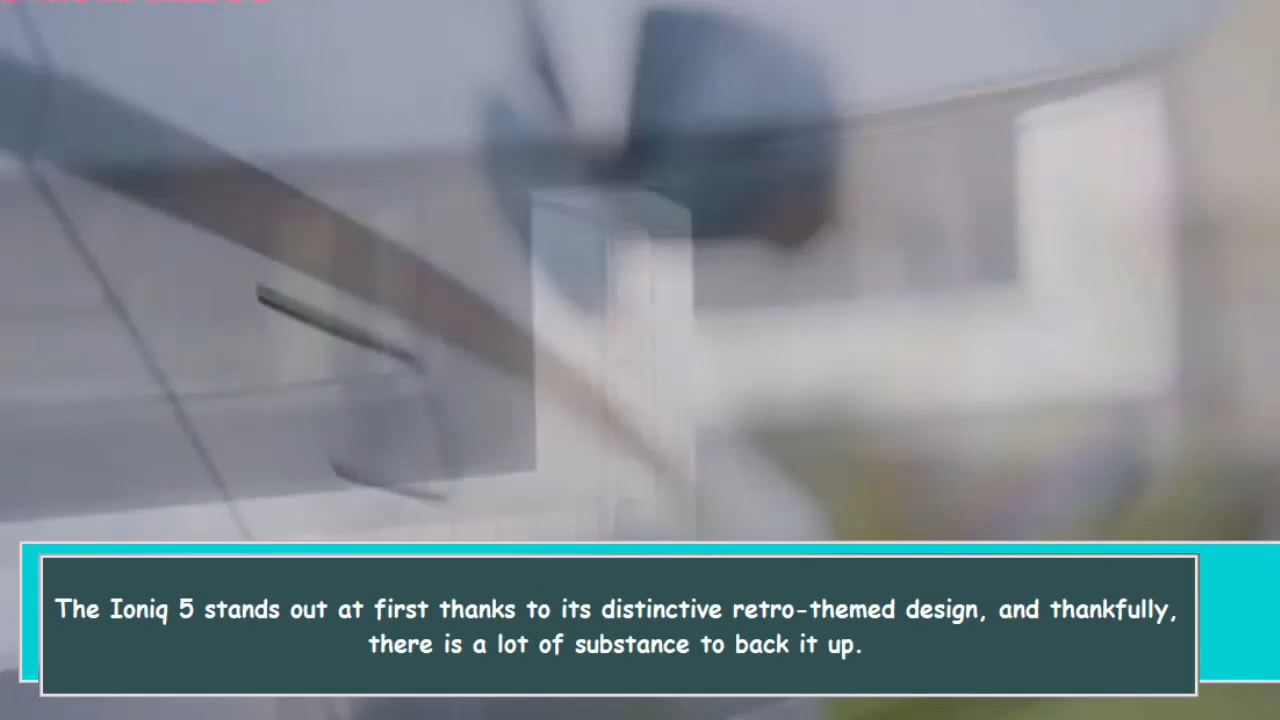 The Ioniq 5 stands out at first thanks to its distinctive retro-themed design, and thankfully,
there is a lot of substance to back it up.